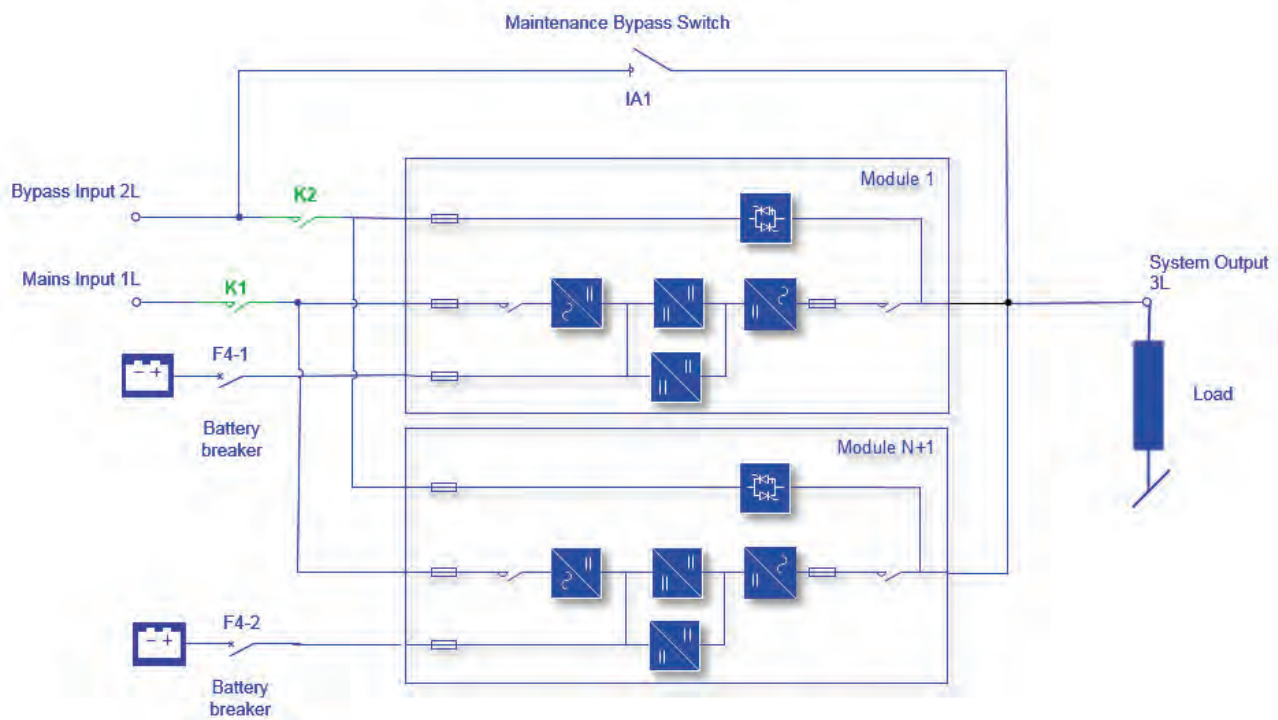 Maintenance Bypass Switch
IA1
Module 1
Bypass Input 2L
K2
Mains Input 1L
K1
System Output
3L
F4-1
- +
Battery
breaker
Load
Module N+1
F4-2
- +
Battery
breaker